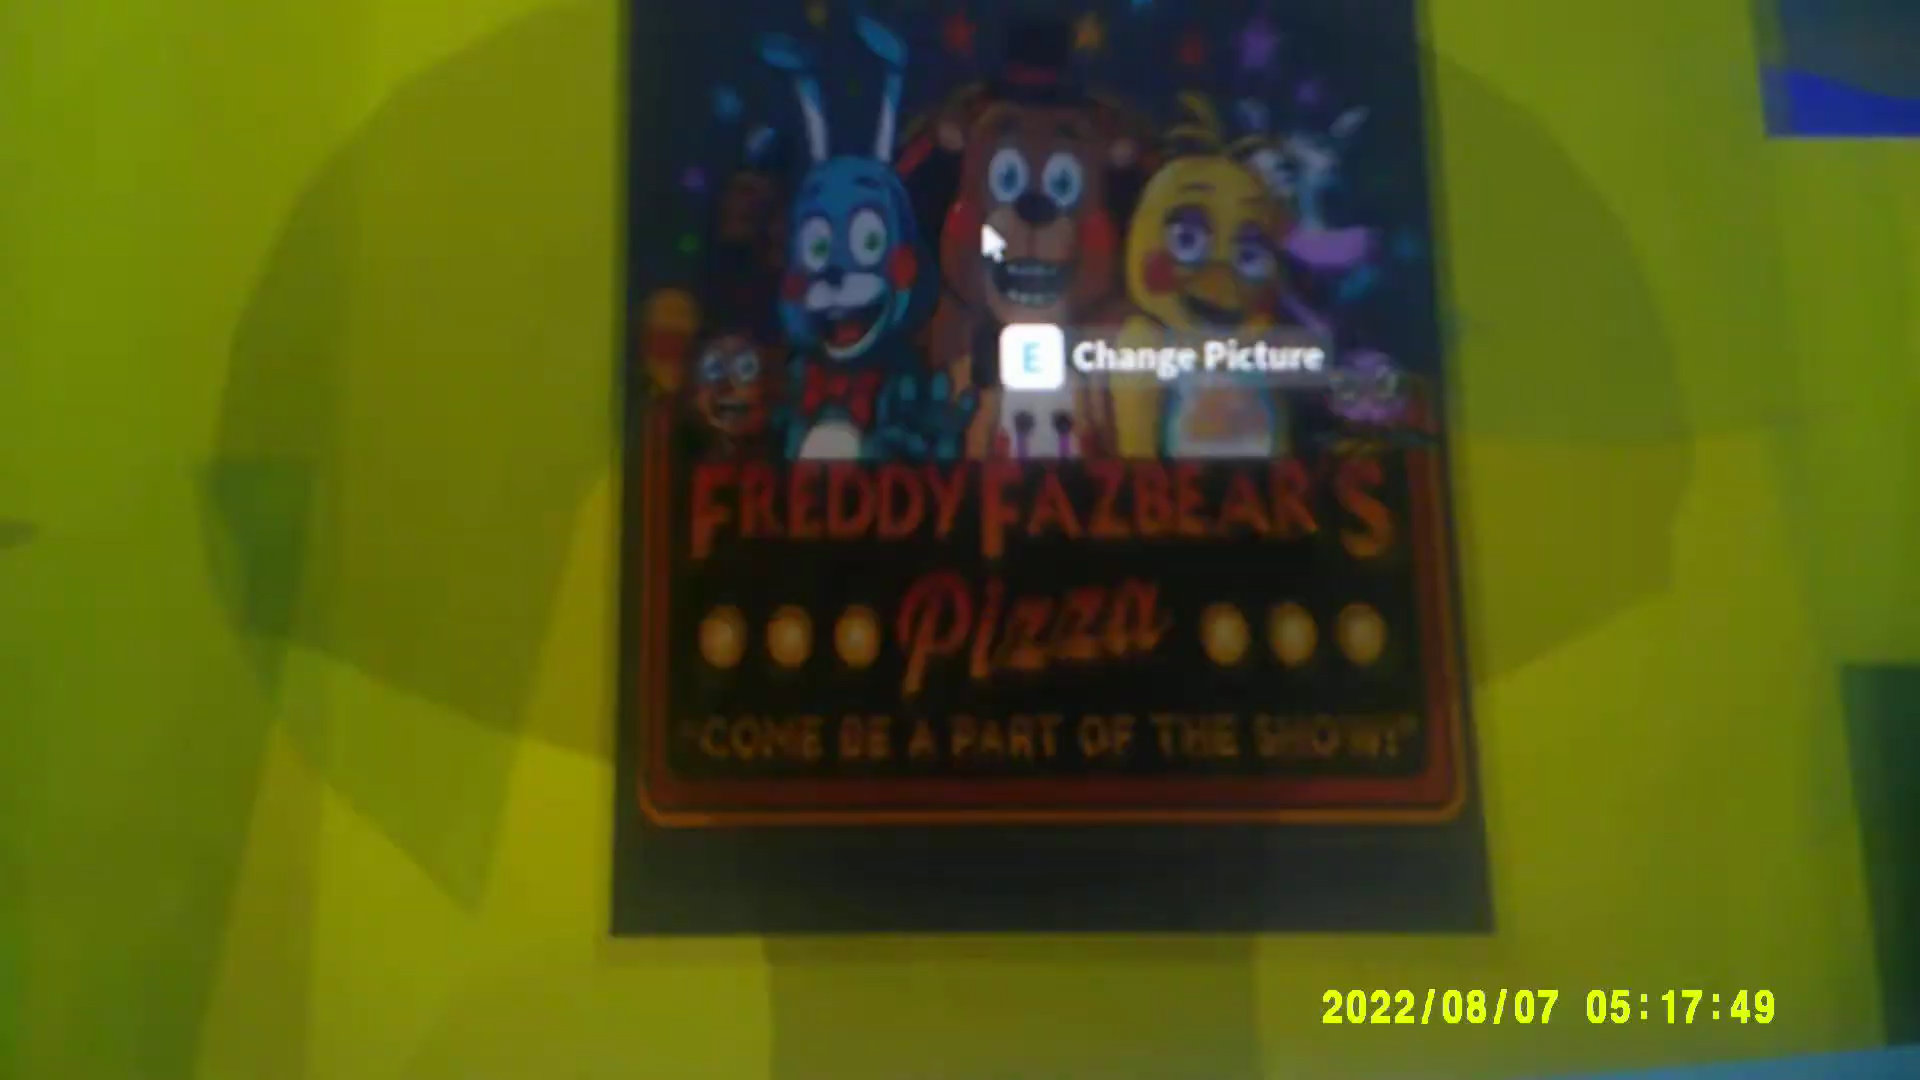 E Change Picture
FREDDY FAZBEAR'S
Pizza
"COME BE A PART OF THE SHOW!"
2022/08/07 05:17:49